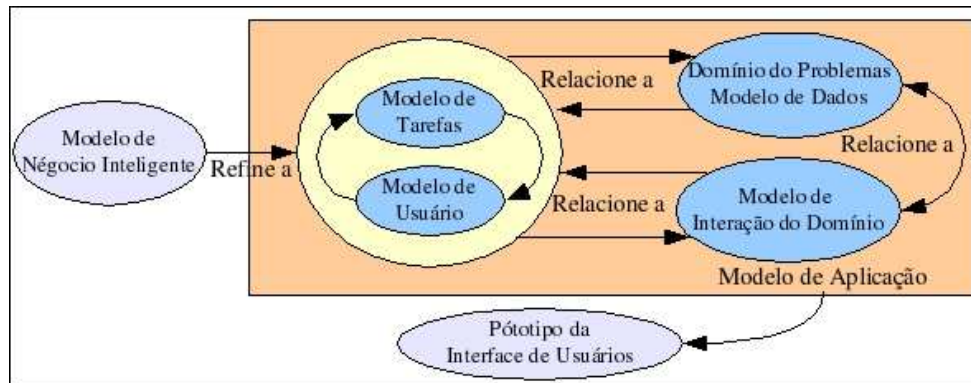 Modelo de
Négocio Inteligente
Refine a
Modelo de
Tarefas
Modelo de
Usuário
Relacione a
Domínio do Problemas
Modelo de Dados
Relacione a
Relacione a
Modelo de
Interação do Domínio
Modelo de Aplicação
Pótotipo da
Interface de Usuários